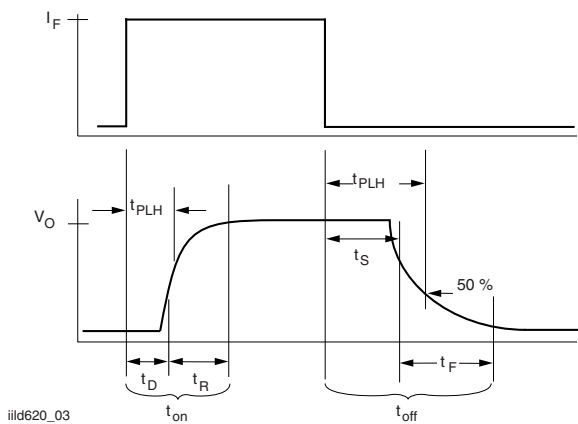 IF
tPLH
tPLH
VO
tS
50 %
tF
tD
tR
ton
toff
iild620_03